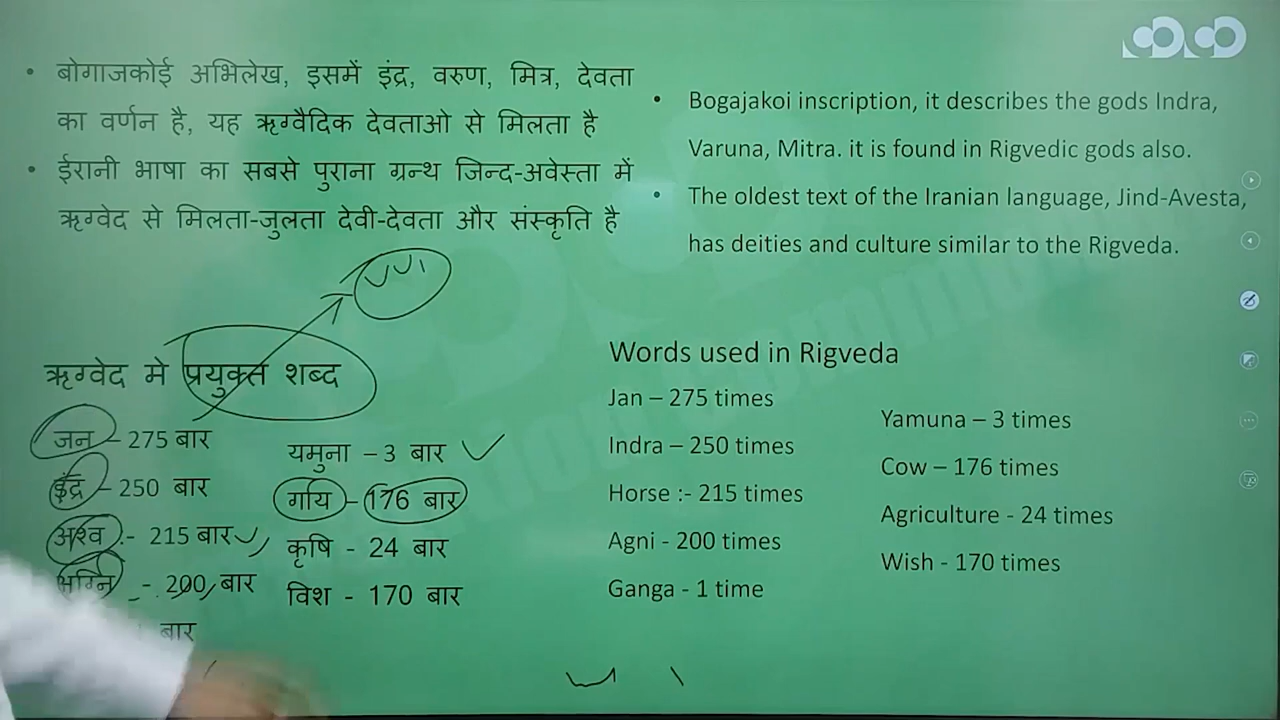 • बोगाजकोई अभिलेख, इसमें इंद्र, वरुण, मित्र, देवता
का वर्णन है, यह ऋग्वैदिक देवताओ से मिलता है
• ईरानी भाषा का सबसे पुराना ग्रन्थ जिन्द-अवेस्ता में
ऋग्वेद से मिलता-जुलता देवी-देवता और संस्कृति है
• Bogajakoi inscription, it describes the gods Indra,
Varuna, Mitra. it is found in Rigvedic gods also.
• The oldest text of the Iranian language, Jind-Avesta,
has deities and culture similar to the Rigveda.
ऋग्वेद मे प्रयुक्त शब्द
जन – 275 बार
इंद्र – 250 बार
अश्व :- 215 बार
अग्नि - 200 बार
बार
यमुना – 3 बार
गाय – 176 बार
कृषि - 24 बार
विश - 170 बार
Words used in Rigveda
Jan – 275 times
Indra – 250 times
Horse :- 215 times
Agni - 200 times
Ganga - 1 time
Yamuna – 3 times
Cow – 176 times
Agriculture - 24 times
Wish - 170 times